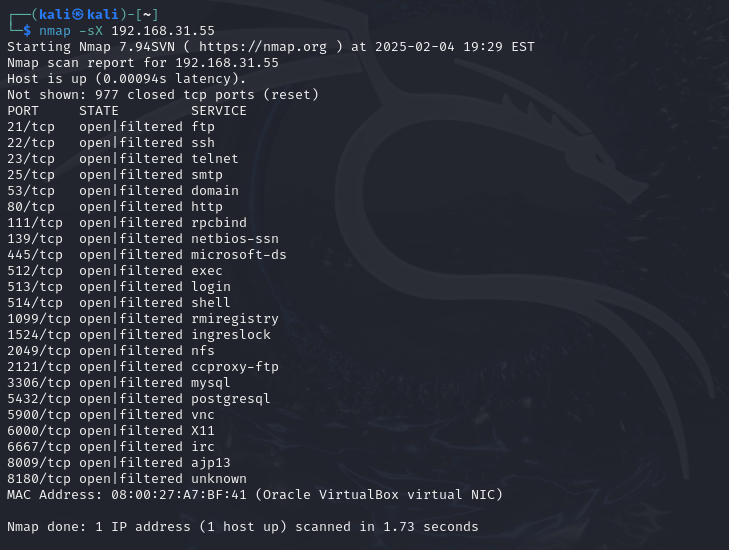 ┌──(kali㉿kali)-[~]
└─$ nmap -sX 192.168.31.55
Starting Nmap 7.94SVN ( https://nmap.org ) at 2025-02-04 19:29 EST
Nmap scan report for 192.168.31.55
Host is up (0.00094s latency).
Not shown: 977 closed tcp ports (reset)
PORT     STATE         SERVICE
21/tcp   open|filtered ftp
22/tcp   open|filtered ssh
23/tcp   open|filtered telnet
25/tcp   open|filtered smtp
53/tcp   open|filtered domain
80/tcp   open|filtered http
111/tcp  open|filtered rpcbind
139/tcp  open|filtered netbios-ssn
445/tcp  open|filtered microsoft-ds
512/tcp  open|filtered exec
513/tcp  open|filtered login
514/tcp  open|filtered shell
1099/tcp open|filtered rmiregistry
1524/tcp open|filtered ingreslock
2049/tcp open|filtered nfs
2121/tcp open|filtered ccproxy-ftp
3306/tcp open|filtered mysql
5432/tcp open|filtered postgresql
5900/tcp open|filtered vnc
6000/tcp open|filtered X11
6667/tcp open|filtered irc
8009/tcp open|filtered ajp13
8180/tcp open|filtered unknown
MAC Address: 08:00:27:A7:BF:41 (Oracle VirtualBox virtual NIC)
Nmap done: 1 IP address (1 host up) scanned in 1.73 seconds